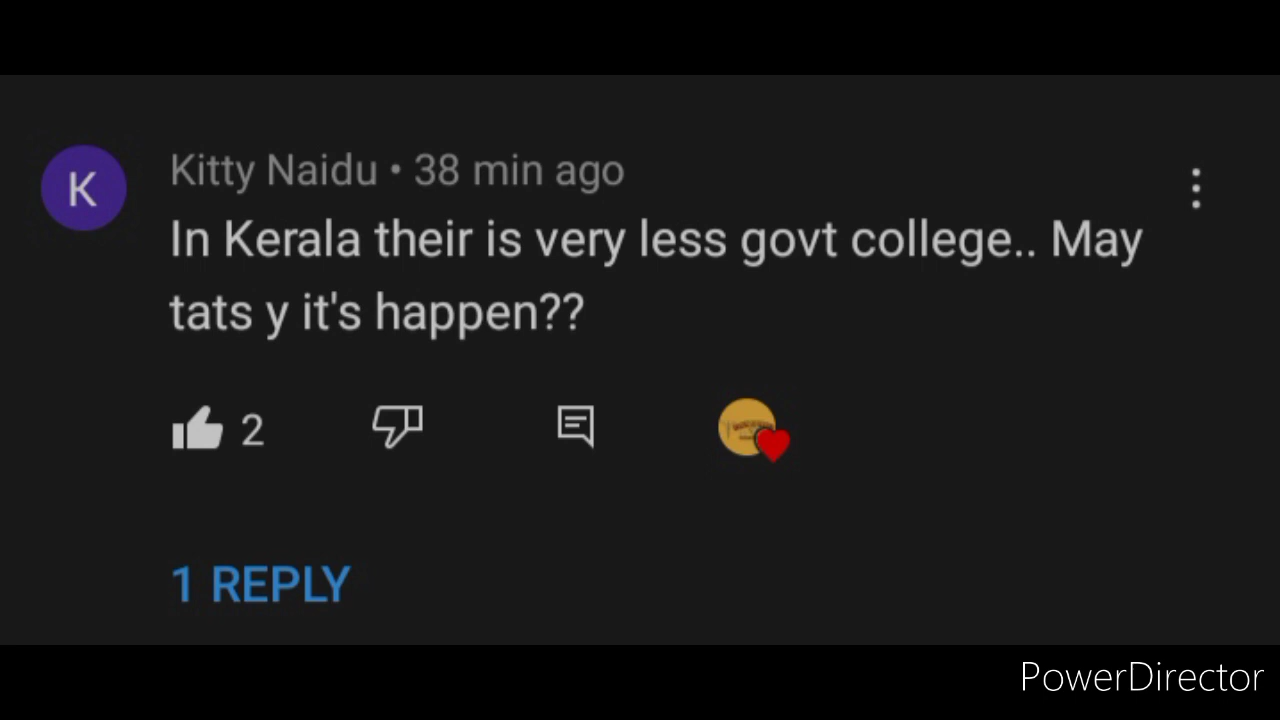 K
Kitty Naidu • 38 min ago
In Kerala their is very less govt college.. May
tats y it's happen??
2
1 REPLY
PowerDirector